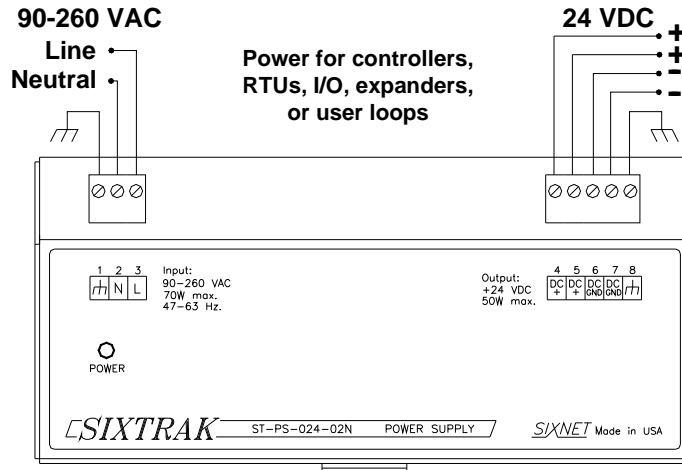 90-260 VAC
Line
Neutral
Power for controllers,
RTUs, I/O, expanders,
or user loops
24 VDC
+
+
-
-
1 2 3
N L
Input:
90-260 VAC
70W max.
47-63 Hz.
Output:
+24 VDC
50W max.
4 5 6 7 8
DC + DC + DC GND DC GND
POWER
SIXTRAK ST-PS-024-02N POWER SUPPLY
SIXNET Made in USA